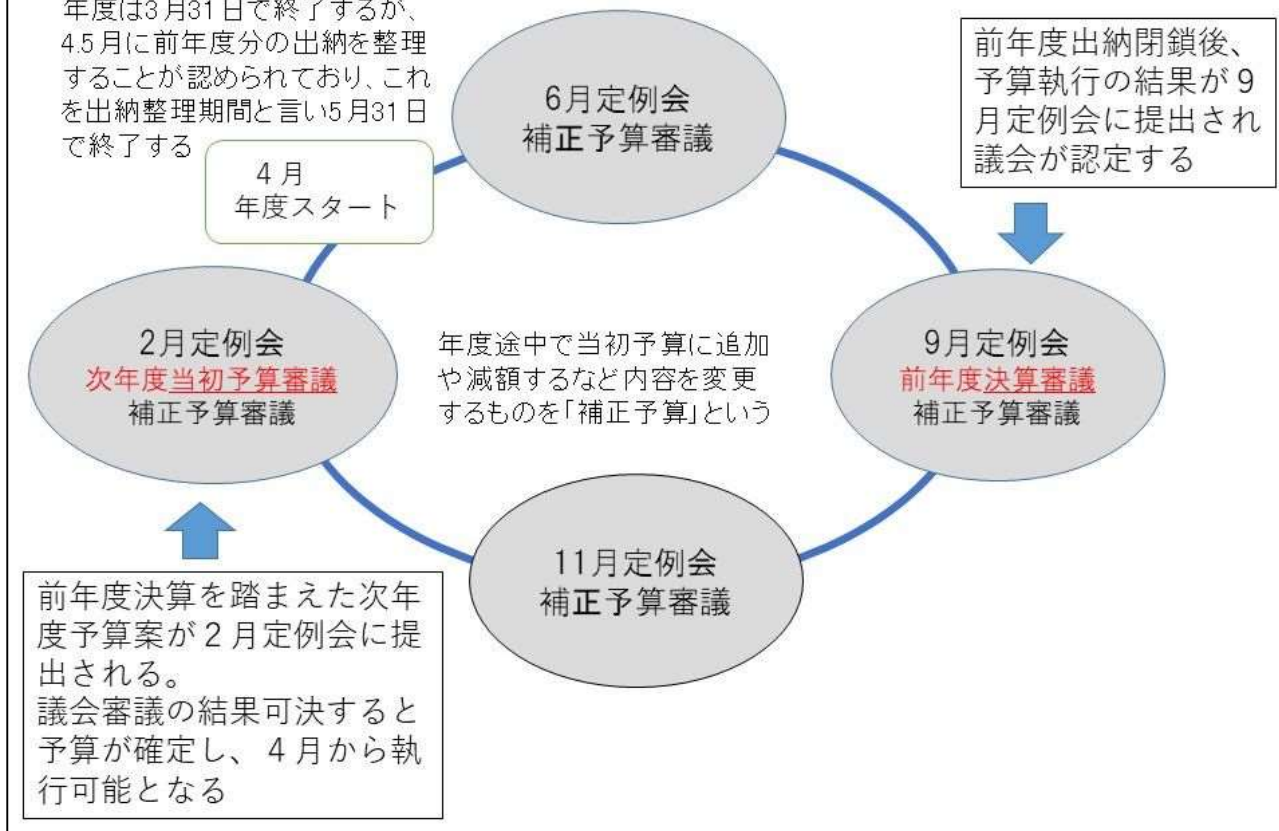 年度は3月31日で終了するが、
4.5月に前年度分の出納を整理
することが認められており、これ
を出納整理期間と言い5月31日
で終了する
4月
年度スタート
6月定例会
補正予算審議
前年度出納閉鎖後、
予算執行の結果が9
月定例会に提出され
議会が認定する
2月定例会
次年度当初予算審議
補正予算審議
年度途中で当初予算に追加
や減額するなど内容を変更
するものを「補正予算」という
9月定例会
前年度決算審議
補正予算審議
11月定例会
補正予算審議
前年度決算を踏まえた次年
度予算案が2月定例会に提
出される。
議会審議の結果可決すると
予算が確定し、4月から執
行可能となる